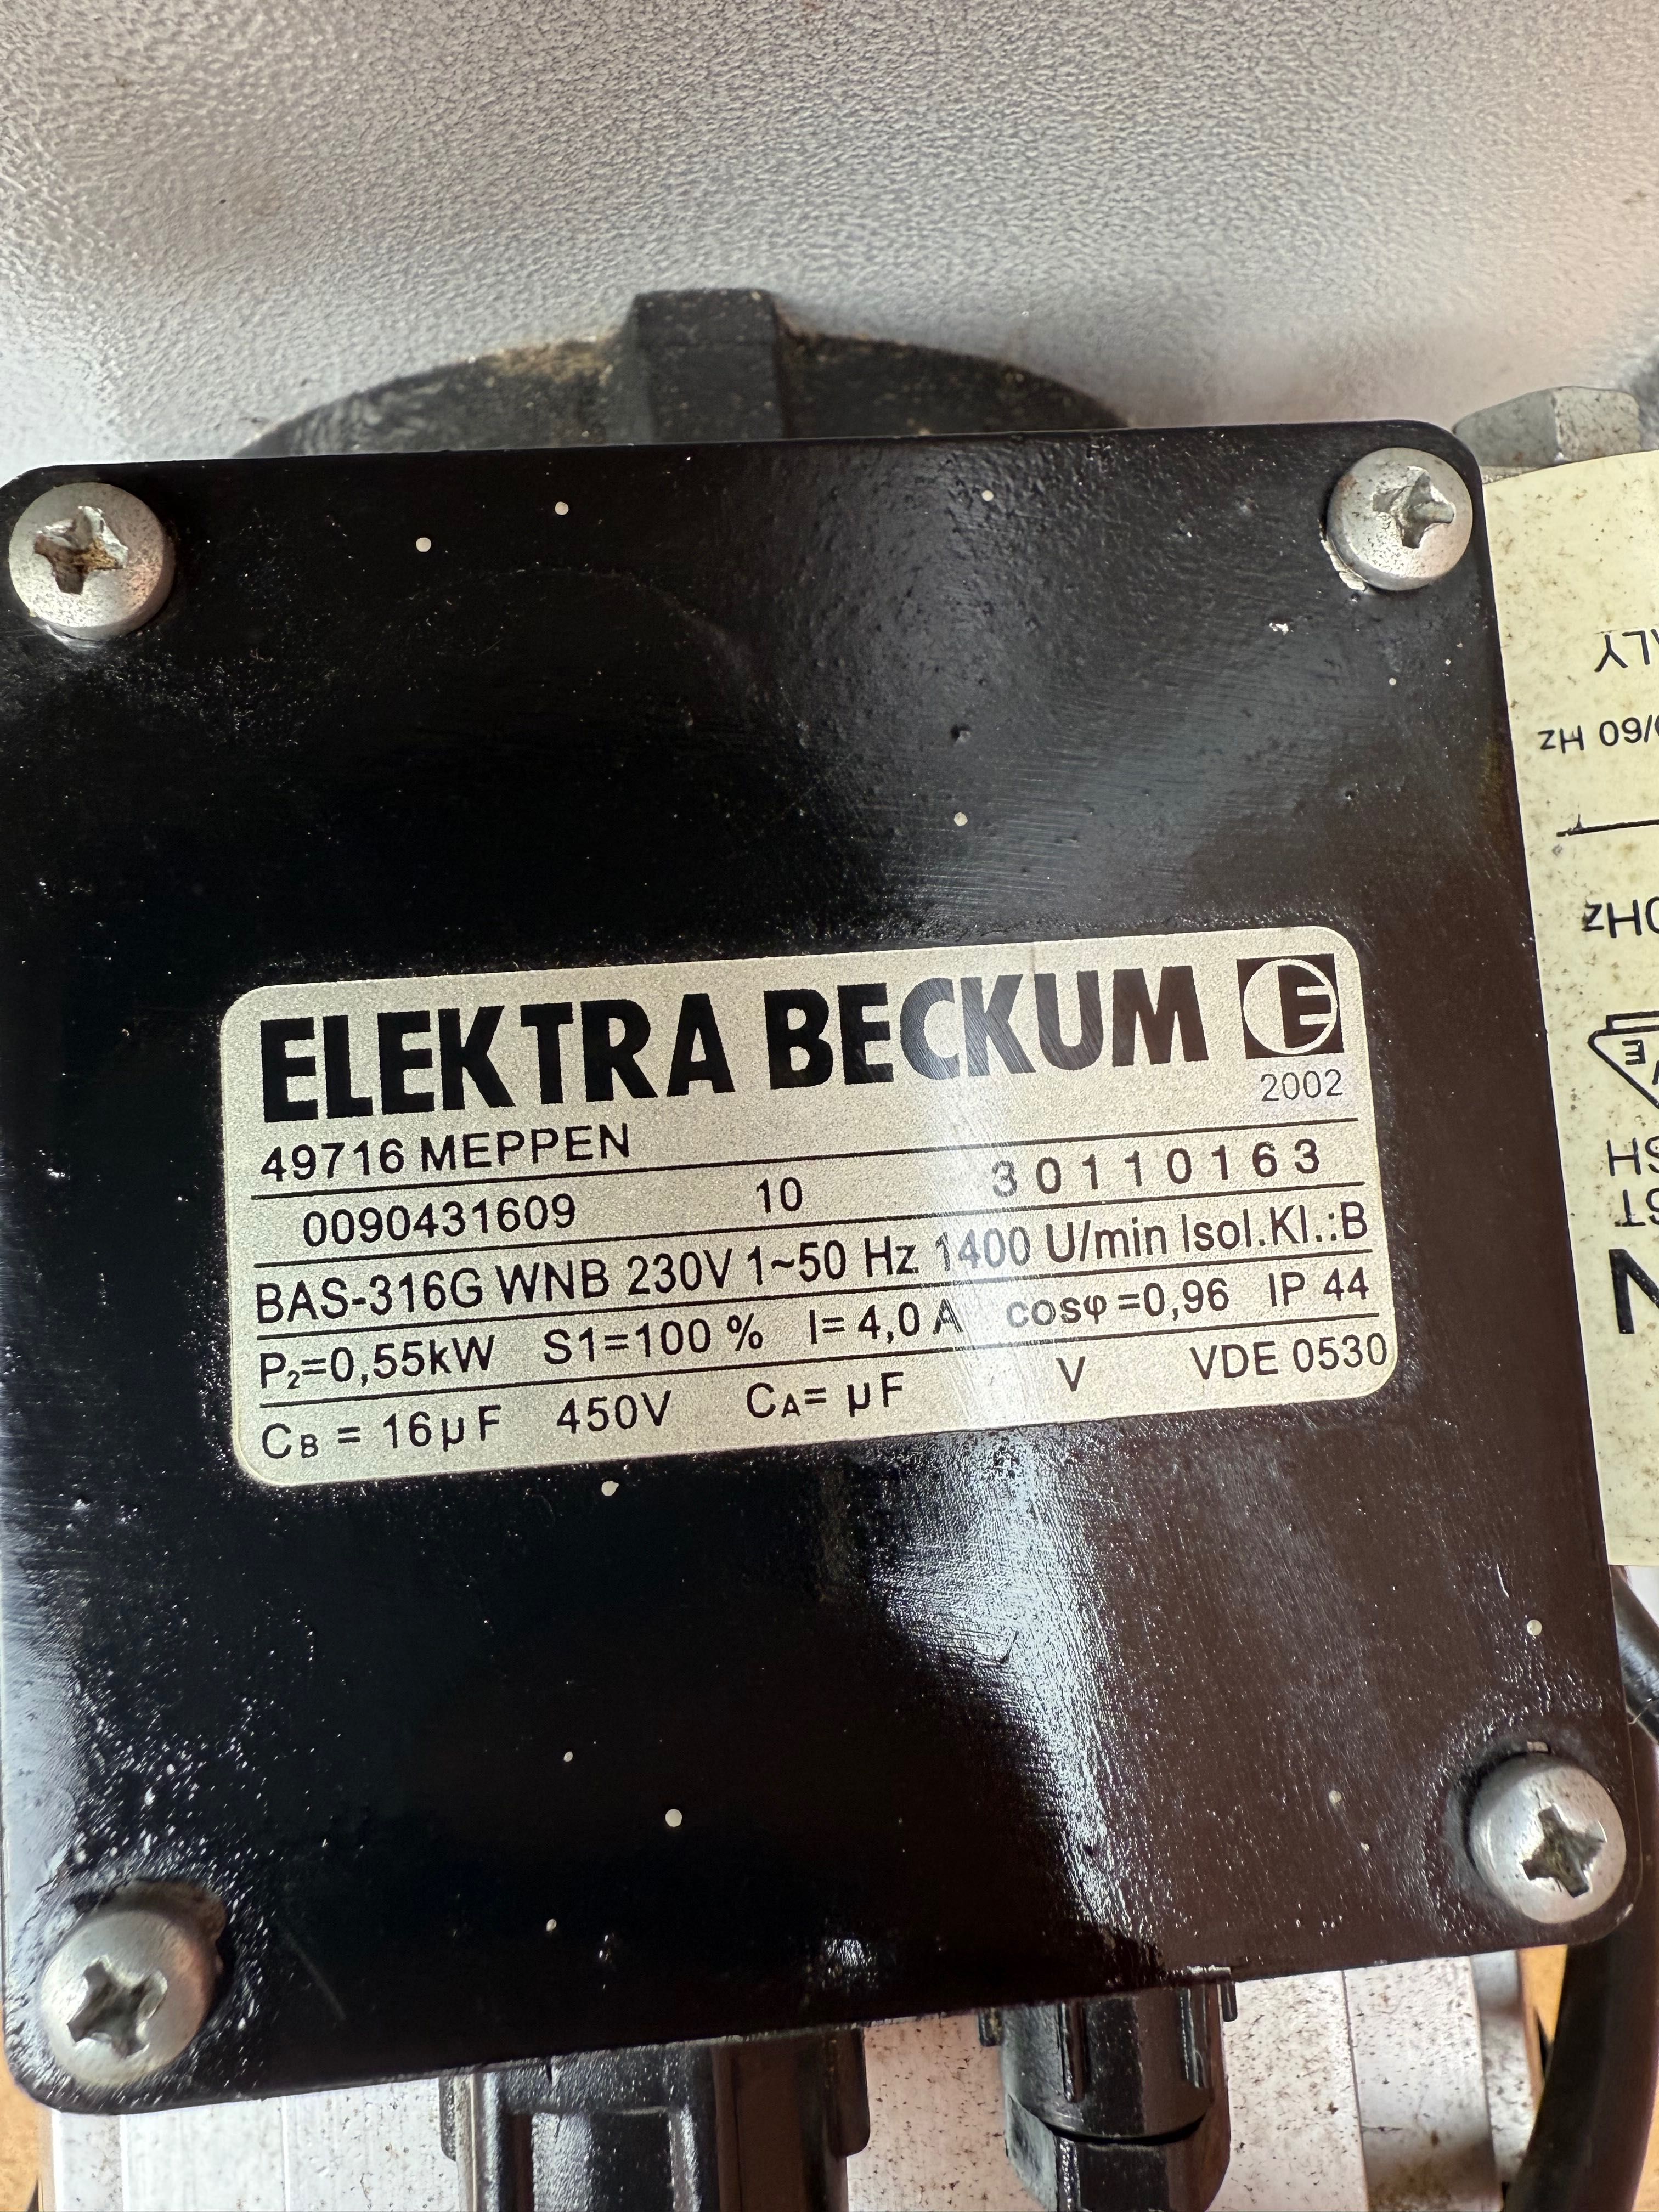 ELEKTRA BECKUM E
2002
49716 MEPPEN
0090431609 10 30110163
BAS-316G WNB 230V 1~50 Hz 1400 U/min Isol.Kl.:B
P₂=0,55kW S1=100 % I= 4,0 A cosφ =0,96 IP 44
CB = 16µF 450V CA= µF V VDE 0530
/60 Hz